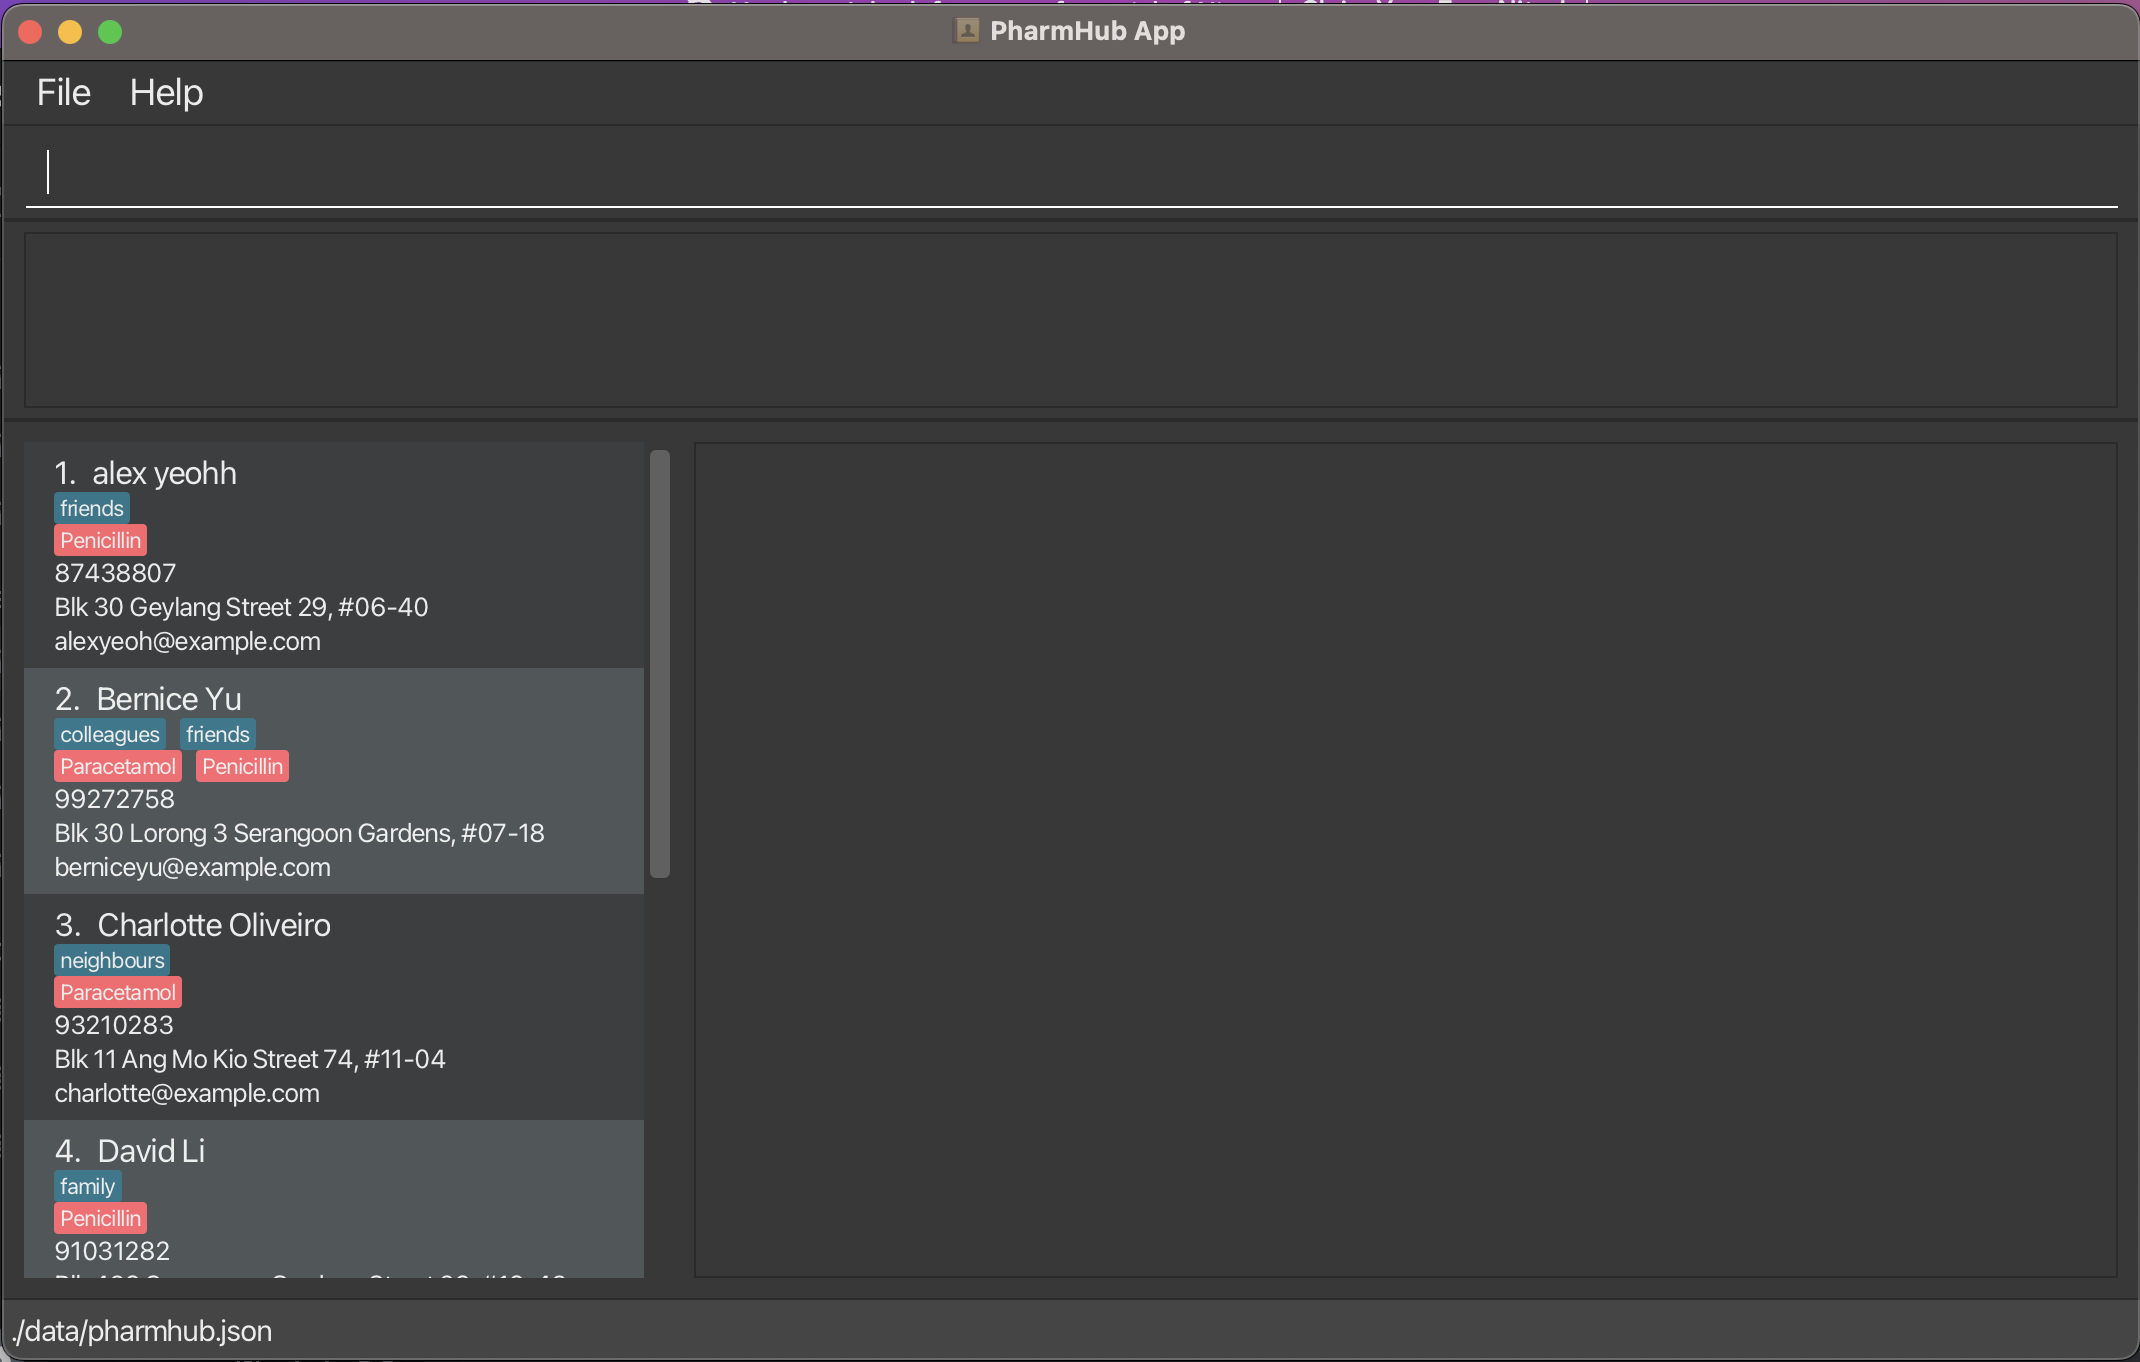 PharmHub App
File Help
1. alex yeohh
friends
Penicillin
87438807
Blk 30 Geylang Street 29, #06-40
alexyeoh@example.com
2. Bernice Yu
colleagues friends
Paracetamol Penicillin
99272758
Blk 30 Lorong 3 Serangoon Gardens, #07-18
berniceyu@example.com
3. Charlotte Oliveiro
neighbours
Paracetamol
93210283
Blk 11 Ang Mo Kio Street 74, #11-04
charlotte@example.com
4. David Li
family
Penicillin
91031282
./data/pharmhub.json